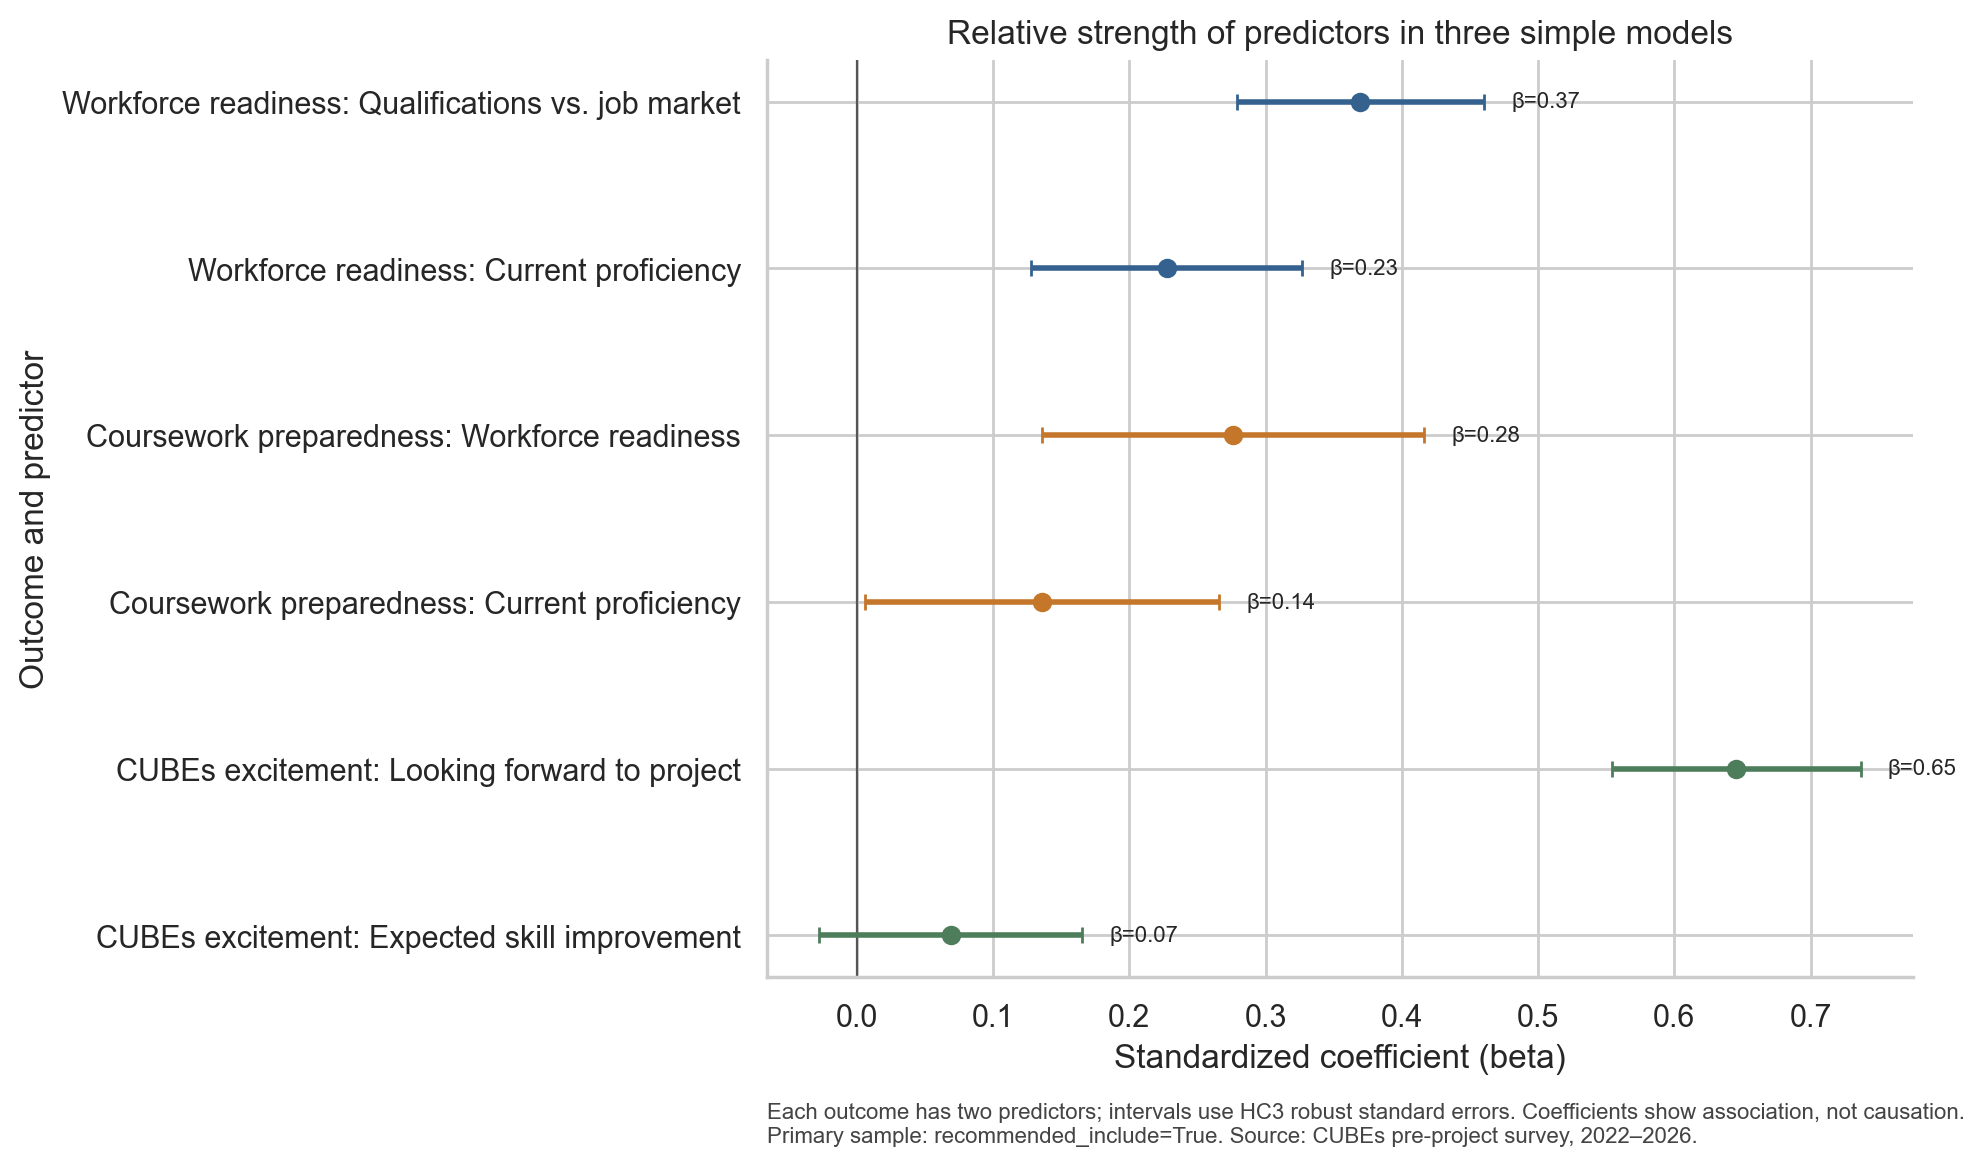 Relative strength of predictors in three simple models
Outcome and predictor
Workforce readiness: Qualifications vs. job market
β=0.37
Workforce readiness: Current proficiency
β=0.23
Coursework preparedness: Workforce readiness
β=0.28
Coursework preparedness: Current proficiency
β=0.14
CUBEs excitement: Looking forward to project
β=0.65
CUBEs excitement: Expected skill improvement
β=0.07
0.0 0.1 0.2 0.3 0.4 0.5 0.6 0.7
Standardized coefficient (beta)
Each outcome has two predictors; intervals use HC3 robust standard errors. Coefficients show association, not causation.
Primary sample: recommended_include=True. Source: CUBEs pre-project survey, 2022–2026.